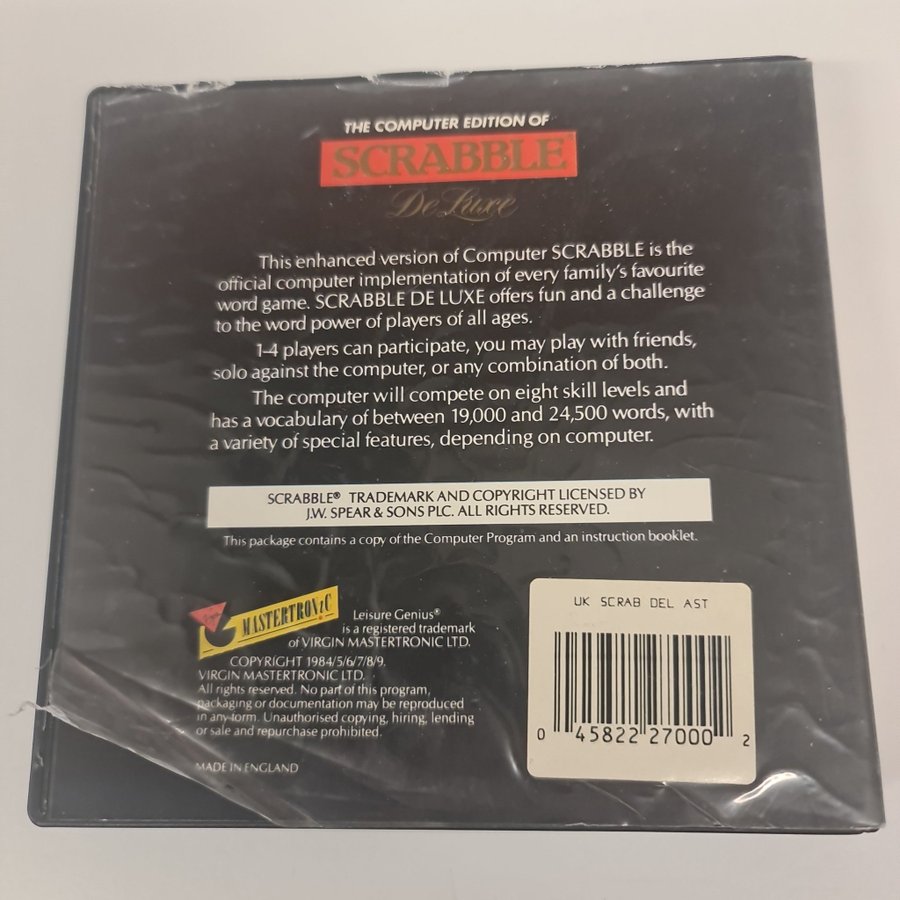 THE COMPUTER EDITION OF
SCRABBLE
De Luxe
This enhanced version of Computer SCRABBLE is the
official computer implementation of every family's favourite
word game. SCRABBLE DE LUXE offers fun and a challenge
to the word power of players of all ages.
1-4 players can participate, you may play with friends,
solo against the computer, or any combination of both.
The computer will compete on eight skill levels and
has a vocabulary of between 19,000 and 24,500 words, with
a variety of special features, depending on computer.
SCRABBLE® TRADEMARK AND COPYRIGHT LICENSED BY
J.W. SPEAR & SONS PLC. ALL RIGHTS RESERVED.
This package contains a copy of the Computer Program and an instruction booklet.
MASTERTRONIC
Leisure Genius®
is a registered trademark
of VIRGIN MASTERTRONIC LTD.
COPYRIGHT 1984/5/6/7/8/9.
VIRGIN MASTERTRONIC LTD.
All rights reserved. No part of this program,
packaging or documentation may be reproduced
in any form. Unauthorised copying, hiring, lending
or sale and repurchase prohibited.
MADE IN ENGLAND
UK SCRAB DEL AST
0 45822 27000 2